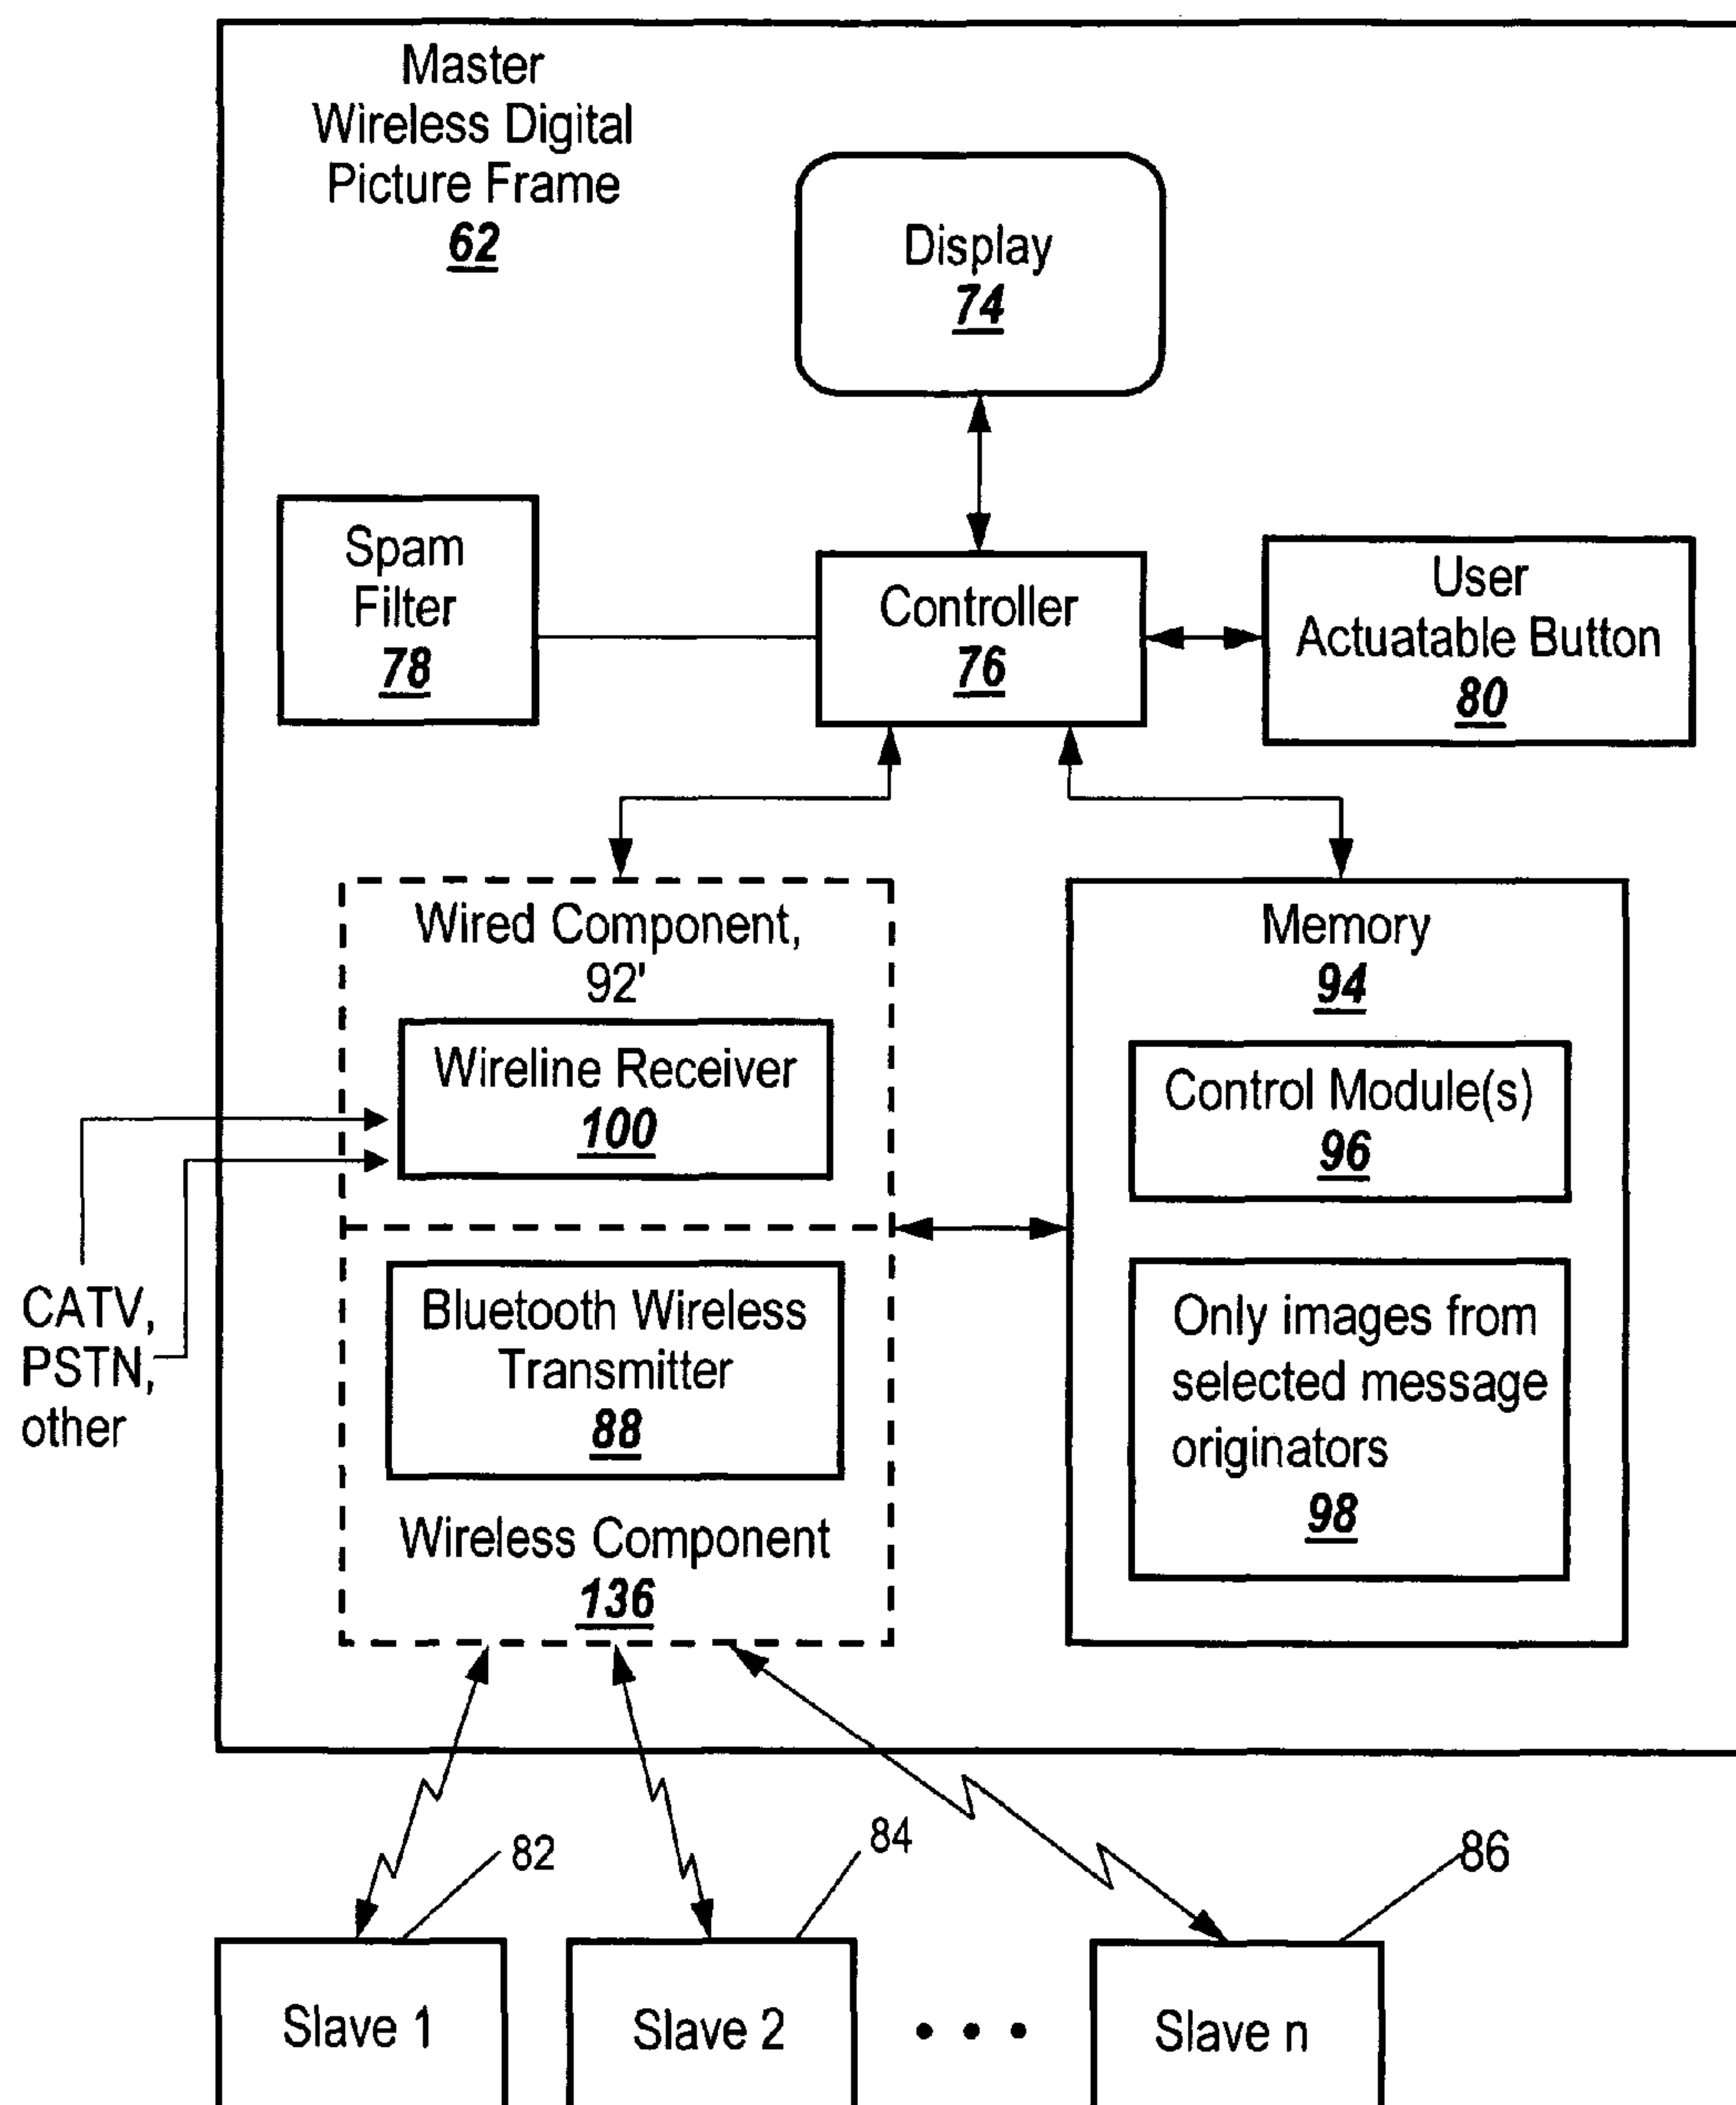 Master
Wireless Digital
Picture Frame
62
Display
74
Spam
Filter
78
Controller
76
User
Actuatable Button
80
Wired Component,
92'
Wireline Receiver
100
Memory
94
Control Module(s)
96
CATV,
PSTN,
other
Bluetooth Wireless
Transmitter
88
Only images from
selected message
originators
98
Wireless Component
136
82
84
86
Slave 1
Slave 2
• • •
Slave n